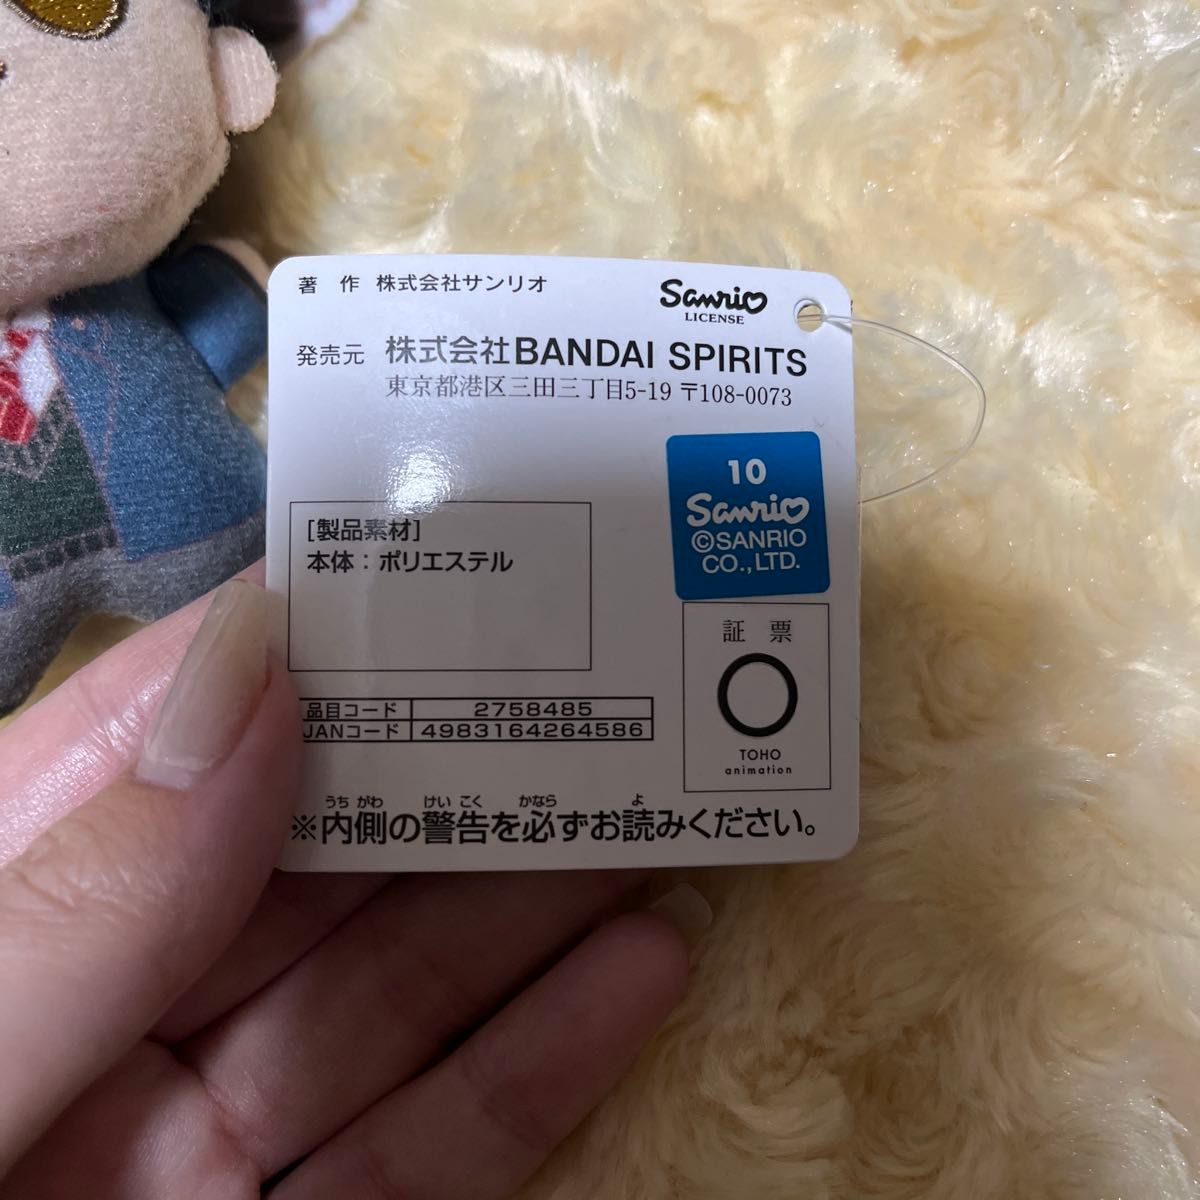 著 作 株式会社サンリオ
Sanrio
LICENSE
発売元 株式会社BANDAI SPIRITS
東京都港区三田三丁目5-19 〒108-0073
10
Sanrio
©SANRIO
CO.,LTD.
[製品素材]
本体：ポリエステル
証 票
TOHO
animation
品目コード 2758485
JANコード 4983164264586
うち がわ けい こく かなら よ
※内側の警告を必ずお読みください。